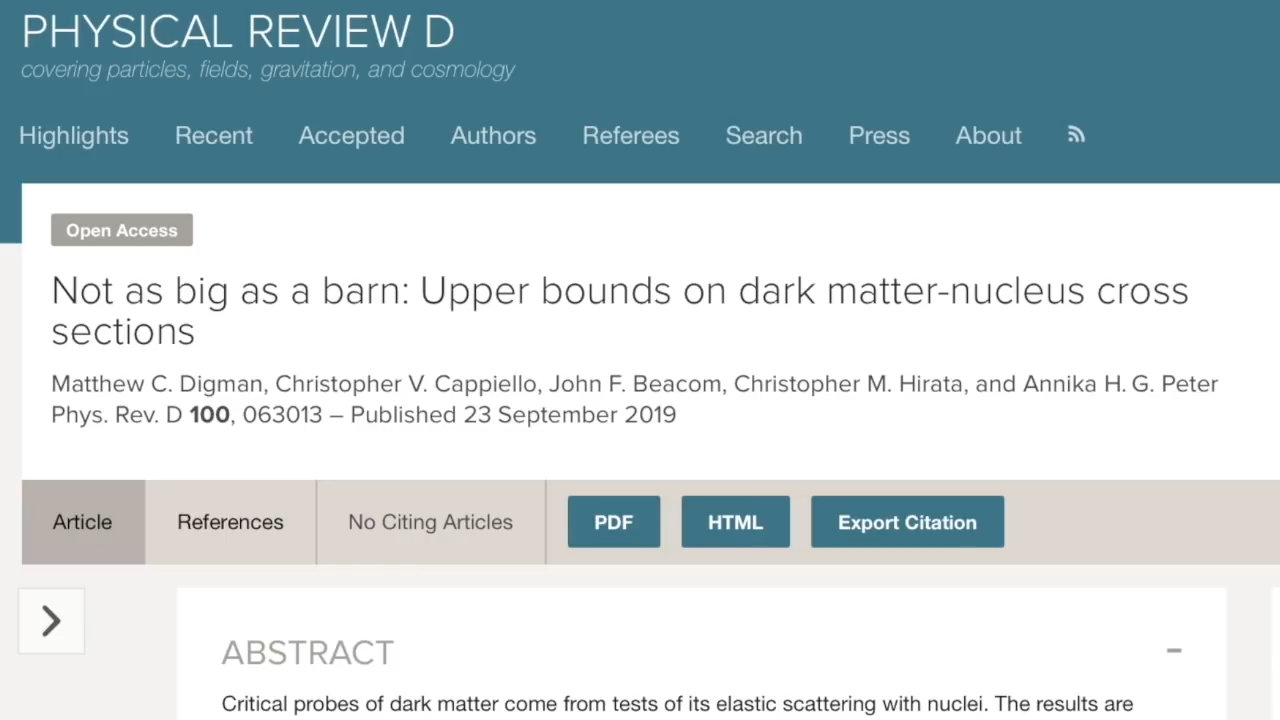 PHYSICAL REVIEW D
covering particles, fields, gravitation, and cosmology
Highlights Recent Accepted Authors Referees Search Press About
Open Access
Not as big as a barn: Upper bounds on dark matter-nucleus cross
sections
Matthew C. Digman, Christopher V. Cappiello, John F. Beacom, Christopher M. Hirata, and Annika H. G. Peter
Phys. Rev. D 100, 063013 – Published 23 September 2019
Article References No Citing Articles PDF HTML Export Citation
ABSTRACT
Critical probes of dark matter come from tests of its elastic scattering with nuclei. The results are